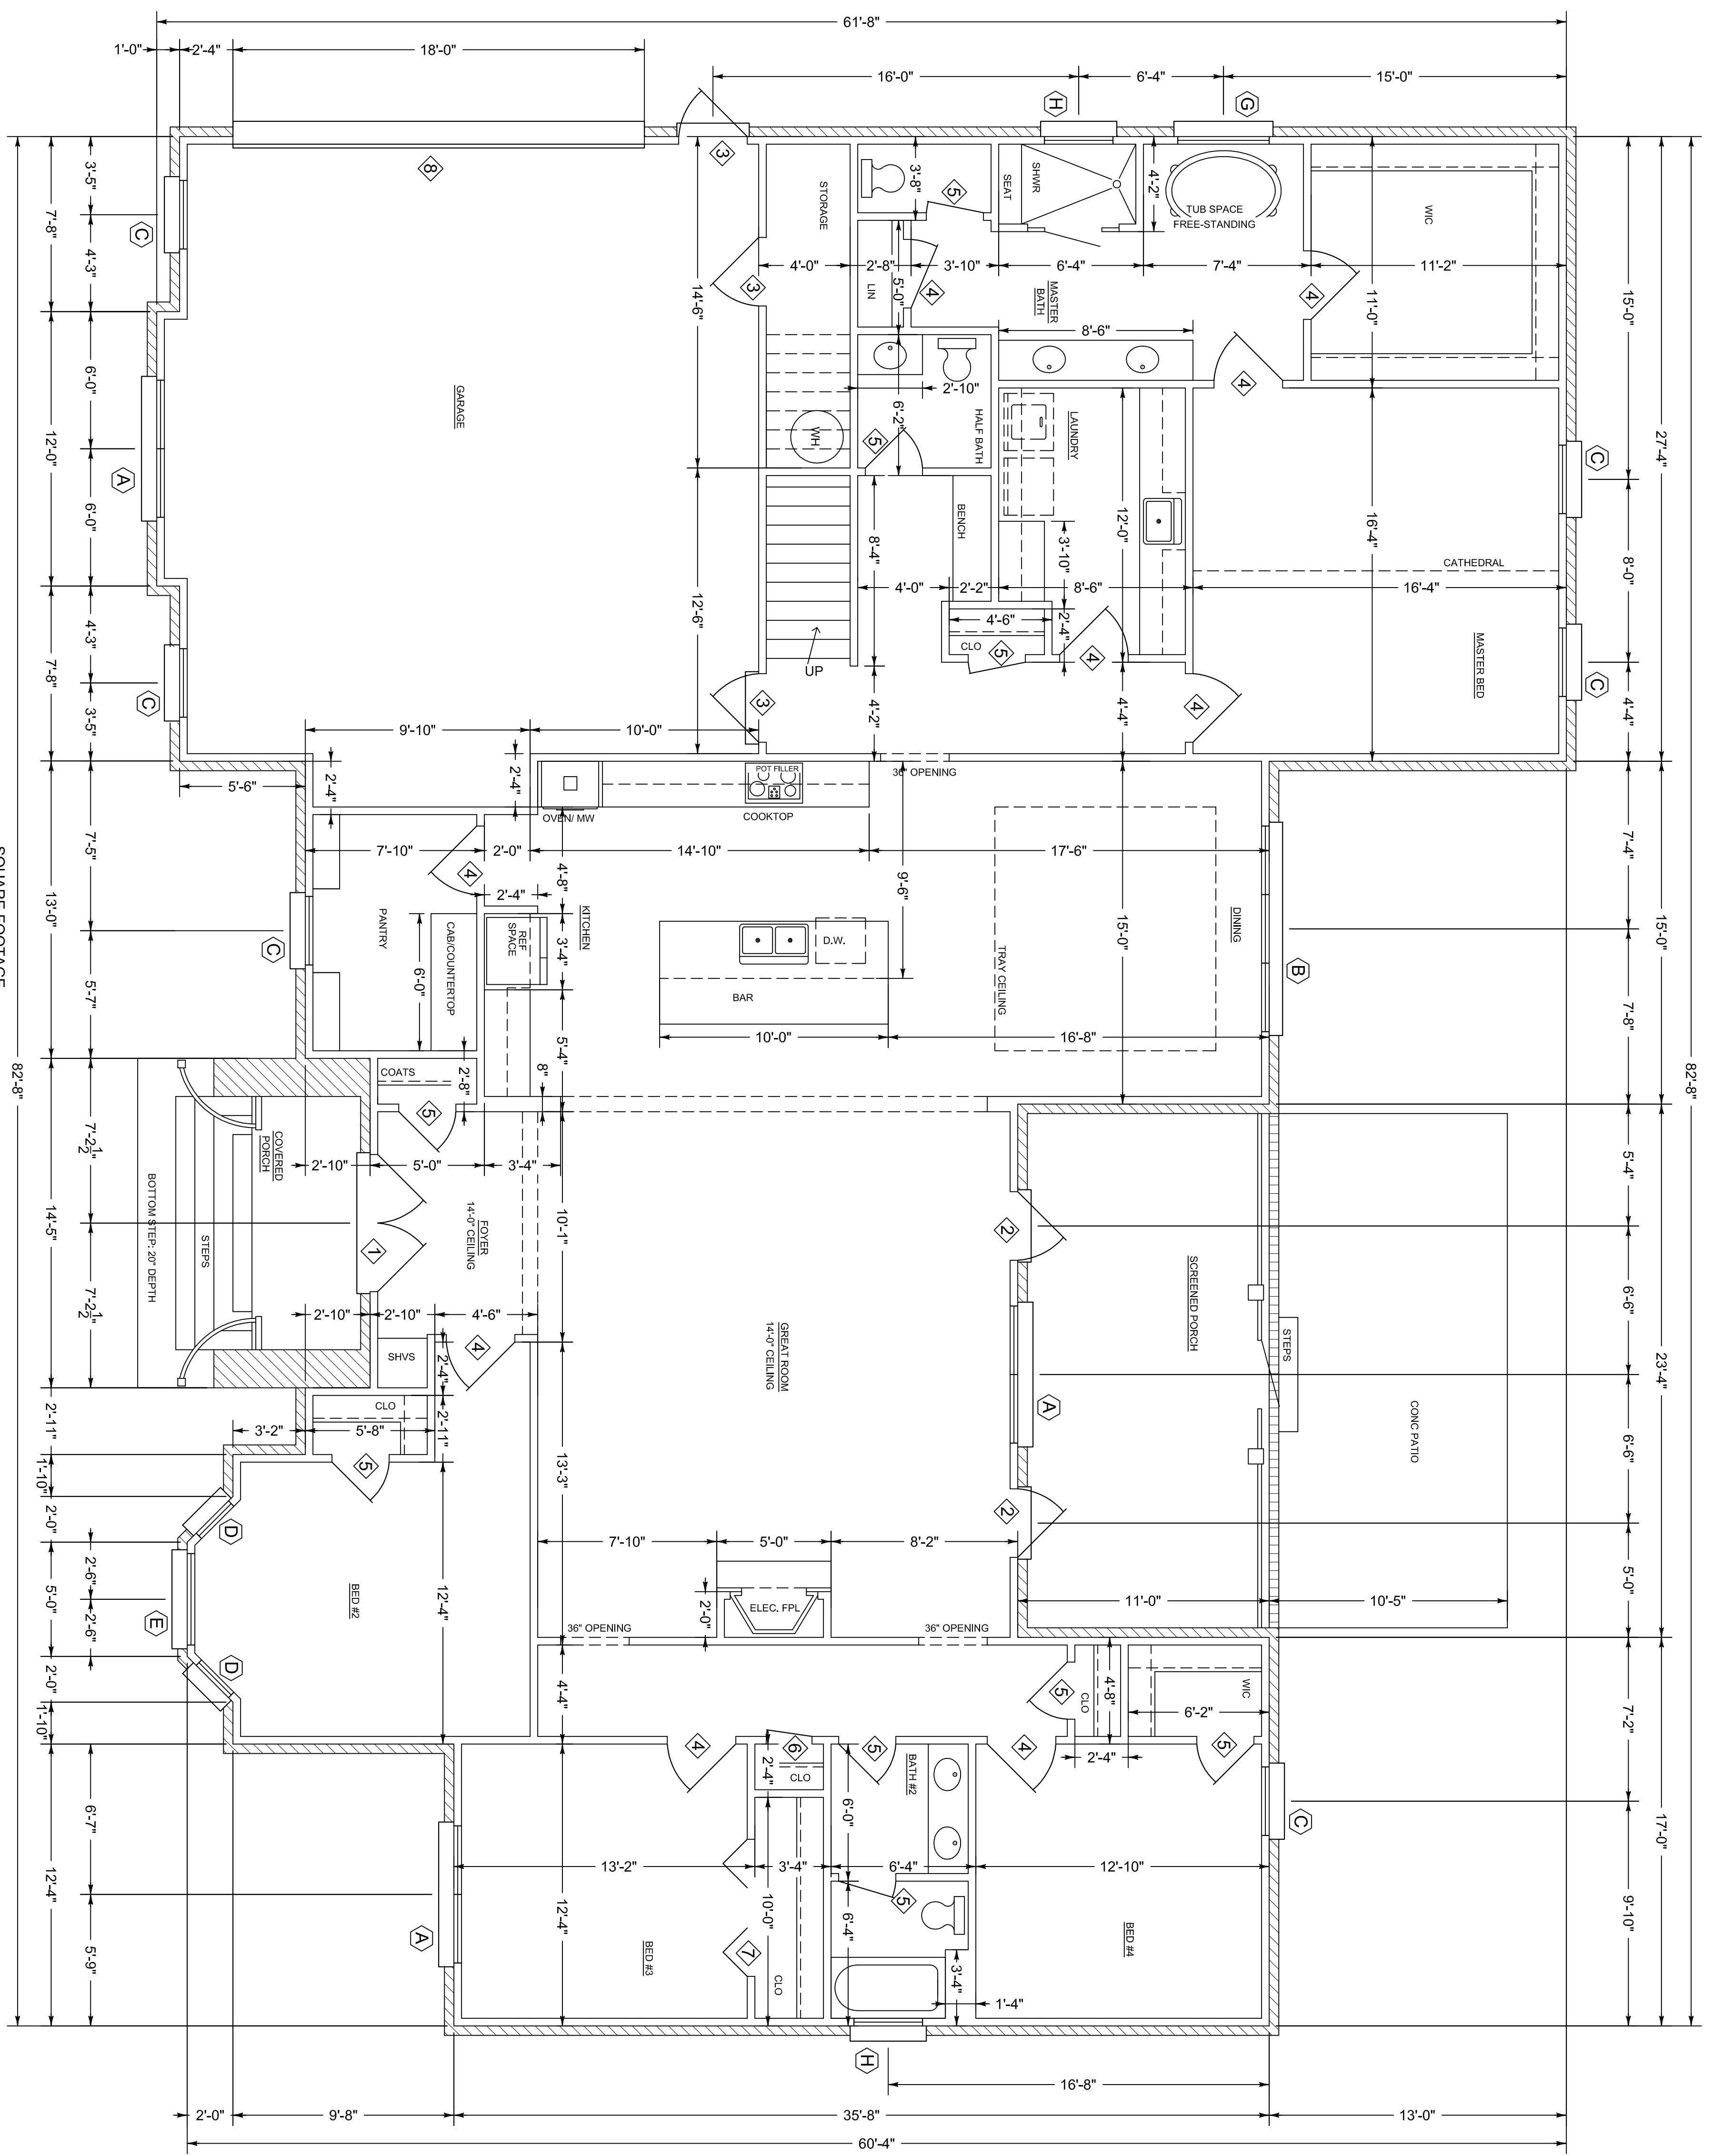 61'-8"
1'-0"
2'-4"
18'-0"
16'-0"
6'-4"
15'-0"
H
G
3'-5"
7'-8"
4'-3"
C
8
3
14'-6"
STORAGE
3'-8"
5
SEAT
SHWR
4'-2"
TUB SPACE
FREE-STANDING
WIC
4'-0"
2'-8"
3'-10"
6'-4"
7'-4"
11'-2"
3
5'-0"
LIN
4
MASTER
BATH
4
11'-0"
15'-0"
27'-4"
8'-6"
2'-10"
6'-2"
4
GARAGE
6'-0"
12'-0"
6'-0"
A
WH
5
HALF BATH
LAUNDRY
12'-0"
16'-4"
C
8'-0"
BENCH
8'-4"
3'-10"
CATHEDRAL
12'-6"
4'-0"
2'-2"
8'-6"
16'-4"
4'-6"
2'-4"
UP
CLO
5
4
MASTER BED
4'-3"
7'-8"
3'-5"
C
3
4'-2"
4'-4"
4
C
4'-4"
9'-10"
10'-0"
2'-4"
2'-4"
5'-6"
POT FILLER
36" OPENING
OVEN/ MW
COOKTOP
7'-10"
2'-0"
14'-10"
17'-6"
7'-5"
13'-0"
5'-7"
4
4'-8"
2'-4"
9'-6"
7'-4"
15'-0"
7'-8"
C
PANTRY
CAB/COUNTERTOP
6'-0"
REF
SPACE
3'-4"
KITCHEN
D.W.
BAR
15'-0"
TRAY CEILING
DINING
B
10'-0"
16'-8"
5'-4"
8"
COATS
2'-8"
5
SQUARE FOOTAGE
82'-8"
82'-8"
7'-2 1/2"
14'-5"
7'-2 1/2"
COVERED
PORCH
2'-10"
5'-0"
3'-4"
BOTTOM STEP: 20" DEPTH
STEPS
1
FOYER
14'-0" CEILING
10'-1"
2
SCREENED PORCH
STEPS
5'-4"
6'-6"
23'-4"
6'-6"
5'-0"
2'-10"
2'-10"
4'-6"
SHVS
2'-4"
4
GREAT ROOM
14'-0" CEILING
A
CONC PATIO
CLO
2'-11"
3'-2"
5'-8"
2'-11"
5
13'-3"
1'-10"
2'-0"
D
2
7'-10"
5'-0"
8'-2"
2'-6"
5'-0"
2'-6"
E
BED #2
12'-4"
2'-0"
ELEC. FPL
11'-0"
10'-5"
36" OPENING
36" OPENING
D
2'-0"
1'-10"
4'-4"
5
CLO
4'-8"
WIC
6'-2"
7'-2"
17'-0"
9'-10"
4
6
2'-4"
CLO
5
BATH #2
4
2'-4"
5
C
6'-7"
12'-4"
5'-9"
6'-0"
13'-2"
3'-4"
6'-4"
12'-10"
A
12'-4"
BED #3
10'-0"
7
CLO
5
6'-4"
3'-4"
1'-4"
BED #4
H
16'-8"
2'-0"
9'-8"
35'-8"
13'-0"
60'-4"